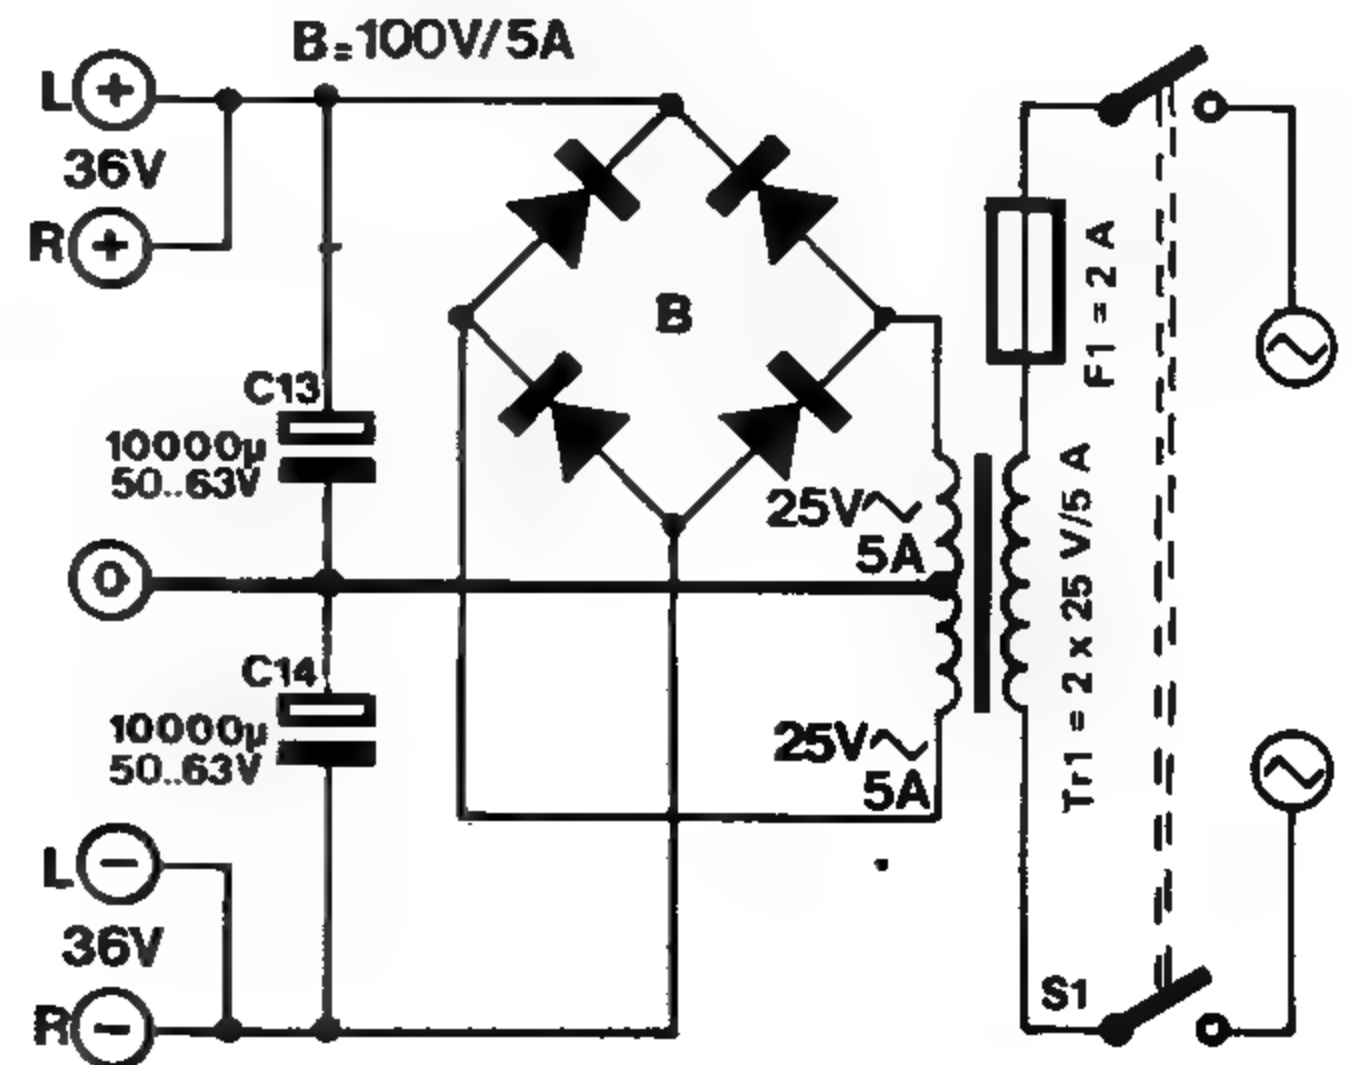 B=100V/5A
L +
36V
R +
B
F1 = 2 A
C13
10000µ
50..63V
25V~
5A
0
Tr1 = 2 x 25 V/5 A
C14
10000µ
50..63V
25V~
5A
L −
36V
R −
S1